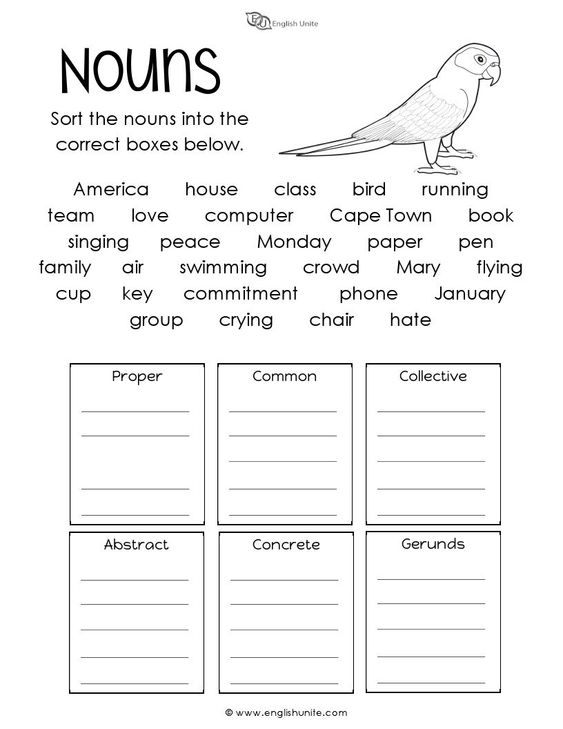 English Unite
Nouns
Sort the nouns into the
correct boxes below.
America house class bird running
team love computer Cape Town book
singing peace Monday paper pen
family air swimming crowd Mary flying
cup key commitment phone January
group crying chair hate
Proper Common Collective
Abstract Concrete Gerunds
© www.englishunite.com